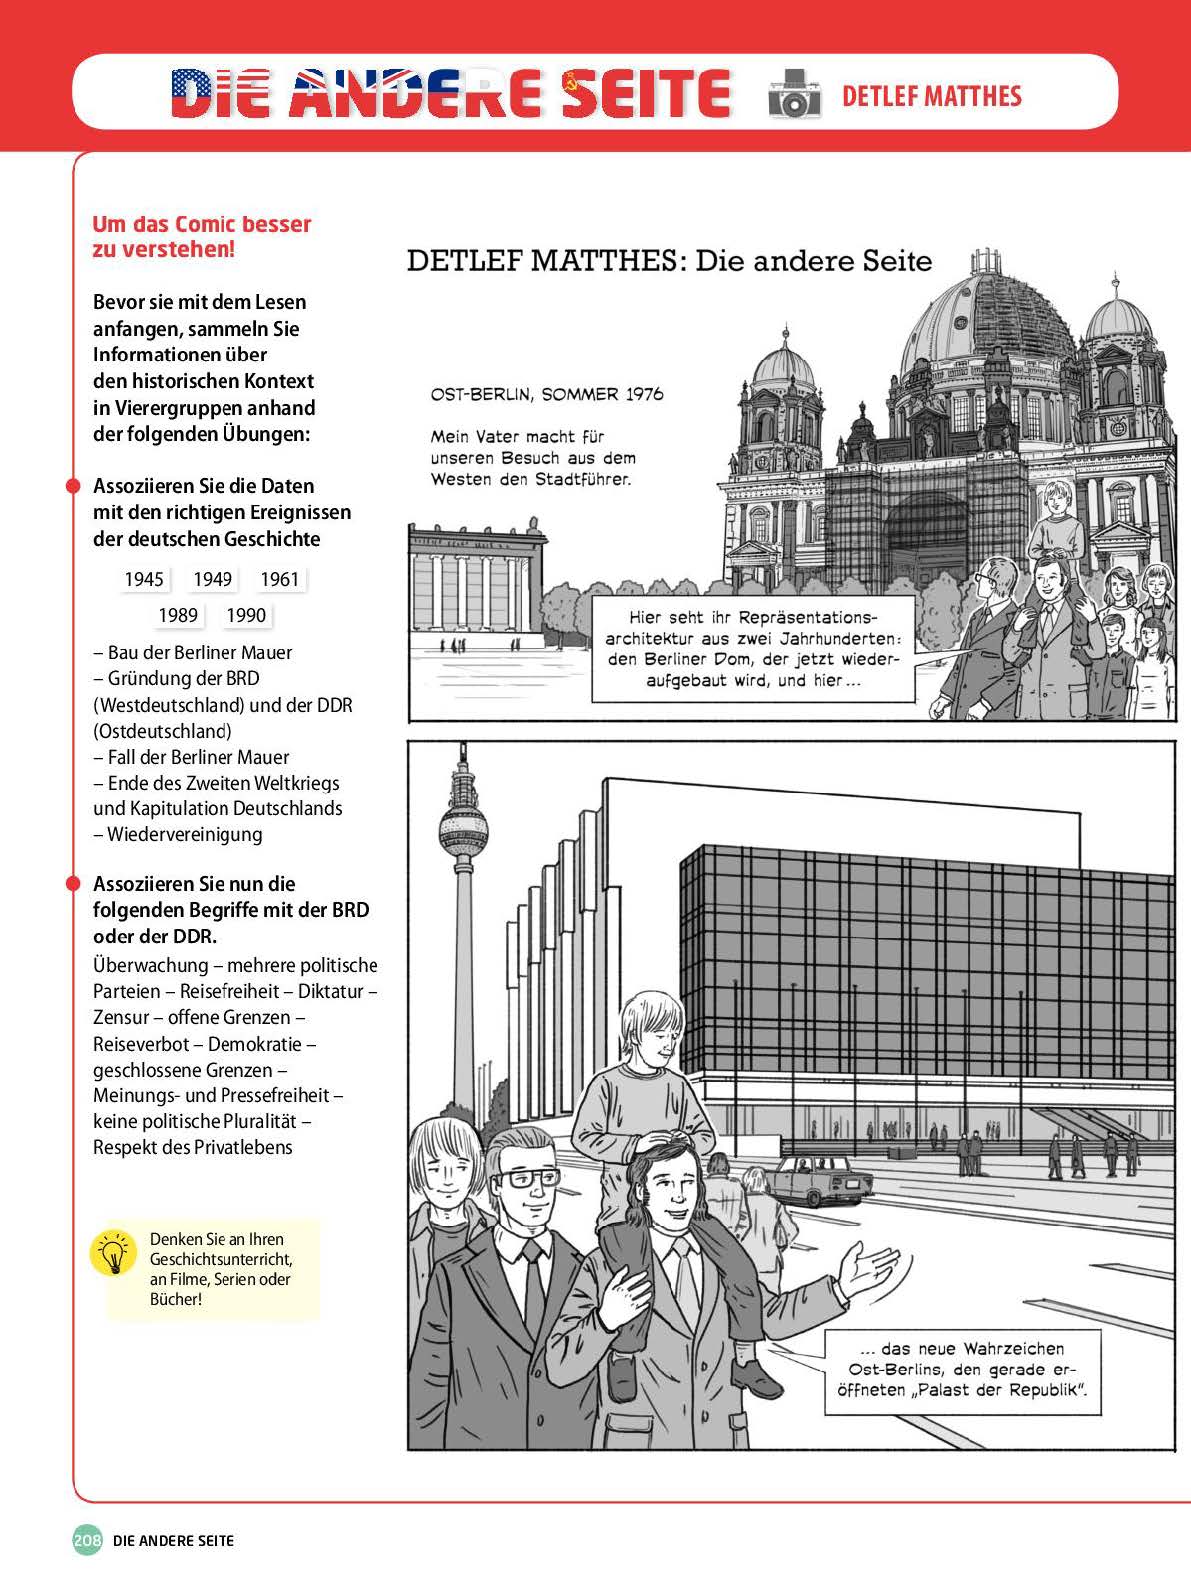 DIE ANDERE SEITE
DETLEF MATTHES
Um das Comic besser
zu verstehen!
Bevor sie mit dem Lesen
anfangen, sammeln Sie
Informationen über
den historischen Kontext
in Vierergruppen anhand
der folgenden Übungen:
Assoziieren Sie die Daten
mit den richtigen Ereignissen
der deutschen Geschichte
1945 1949 1961
1989 1990
– Bau der Berliner Mauer
– Gründung der BRD
(Westdeutschland) und der DDR
(Ostdeutschland)
– Fall der Berliner Mauer
– Ende des Zweiten Weltkriegs
und Kapitulation Deutschlands
– Wiedervereinigung
Assoziieren Sie nun die
folgenden Begriffe mit der BRD
oder der DDR.
Überwachung – mehrere politische
Parteien – Reisefreiheit – Diktatur –
Zensur – offene Grenzen –
Reiseverbot – Demokratie –
geschlossene Grenzen –
Meinungs- und Pressefreiheit –
keine politische Pluralität –
Respekt des Privatlebens
Denken Sie an Ihren
Geschichtsunterricht,
an Filme, Serien oder
Bücher!
DETLEF MATTHES: Die andere Seite
OST-BERLIN, SOMMER 1976
Mein Vater macht für
unseren Besuch aus dem
Westen den Stadtführer.
Hier seht ihr Repräsentations-
architektur aus zwei Jahrhunderten:
den Berliner Dom, der jetzt wieder-
aufgebaut wird, und hier ...
... das neue Wahrzeichen
Ost-Berlins, den gerade er-
öffneten „Palast der Republik“.
208 DIE ANDERE SEITE